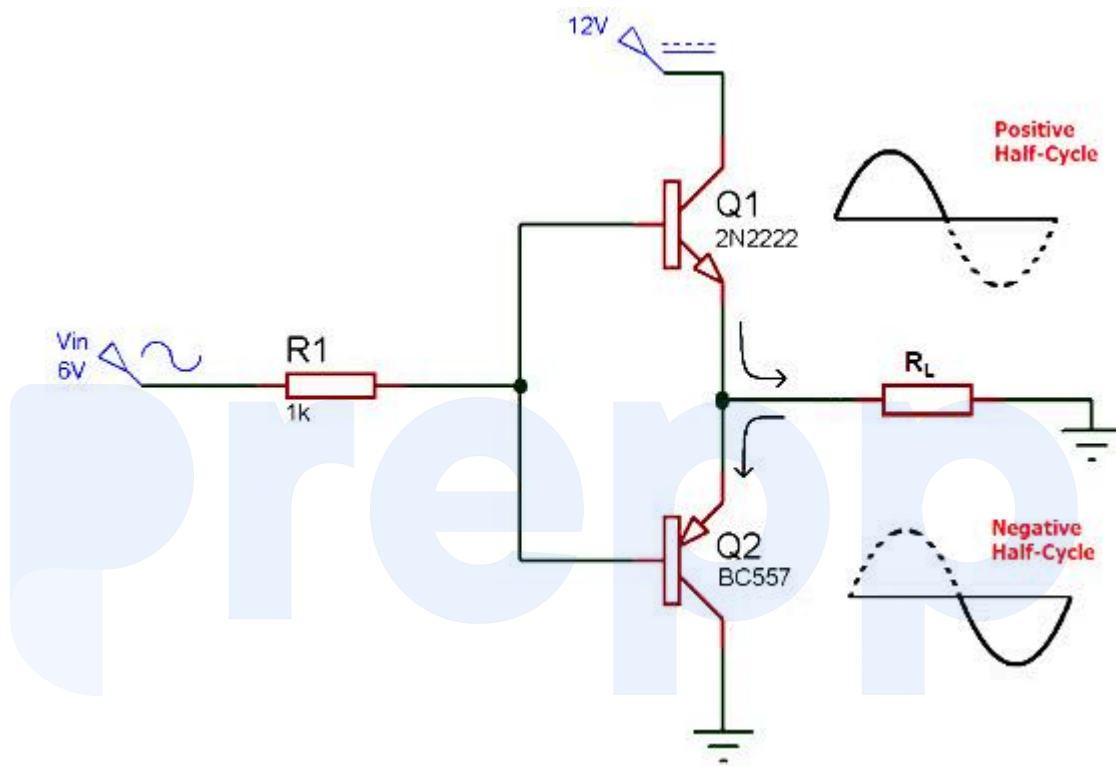 12V
Positive
Half-Cycle
Q1
2N2222
Vin
6V
R1
1k
RL
Q2
BC557
Negative
Half-Cycle
Prepp